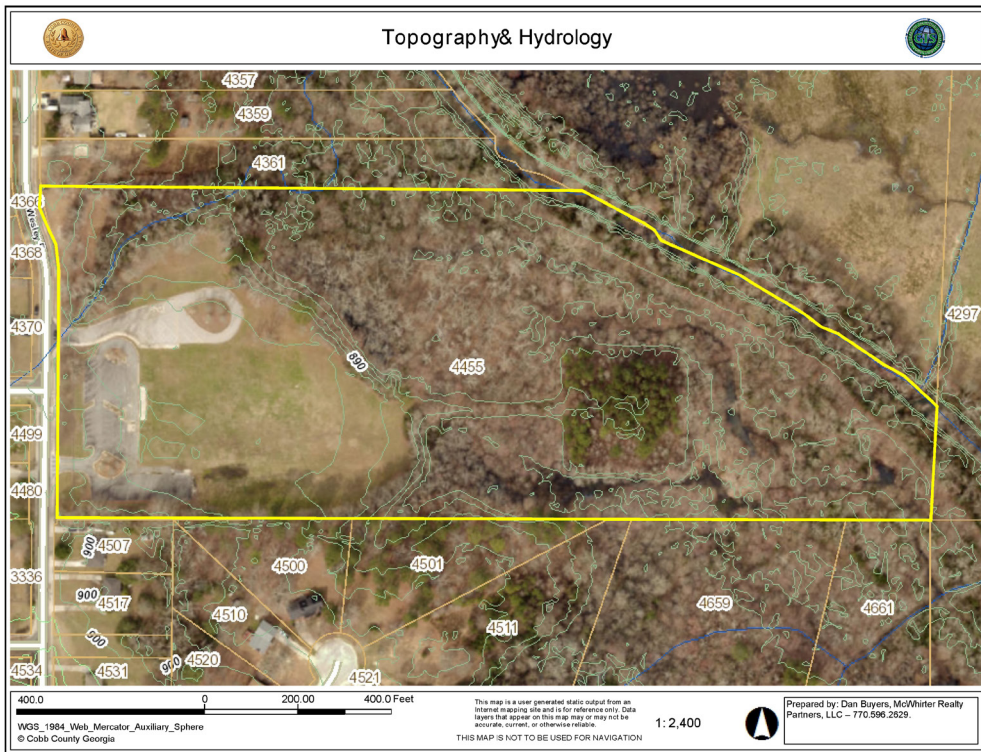 Topography& Hydrology
4357
4359
4361
4366
Wesley
4368
4297
4370
890
4455
4499
4480
900
4507
4500
4501
3336
900
4517
4510
4659
4661
4511
600
900
4520
4534
4531
4521
400.0
0
200.00
400.0 Feet
WGS_1984_Web_Mercator_Auxiliary_Sphere
© Cobb County Georgia
This map is a user generated static output from an
Internet mapping site and is for reference only. Data
layers that appear on this map may or may not be
accurate, current, or otherwise reliable.
THIS MAP IS NOT TO BE USED FOR NAVIGATION
1: 2,400
Prepared by: Dan Buyers, McWhirter Realty
Partners, LLC – 770.596.2629.